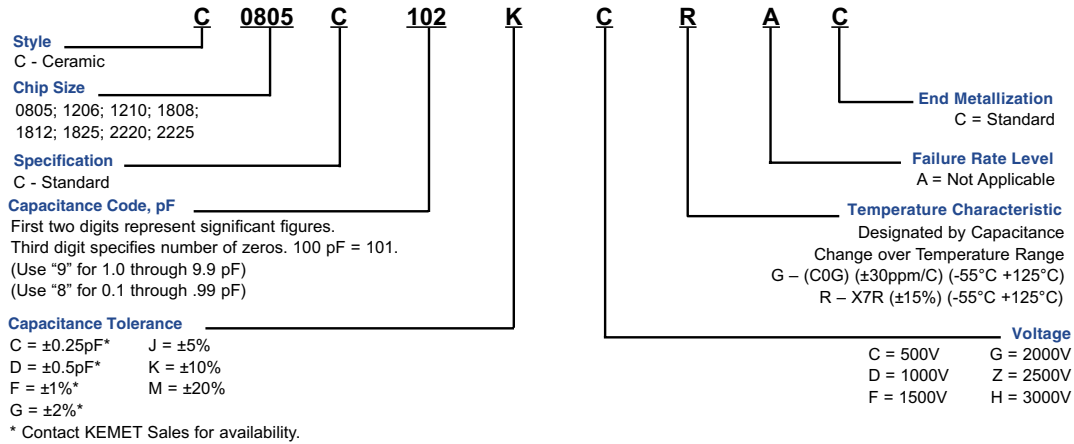 C 0805 C 102 K C R A C
Style
C - Ceramic
Chip Size
0805; 1206; 1210; 1808;
1812; 1825; 2220; 2225
Specification
C - Standard
Capacitance Code, pF
First two digits represent significant figures.
Third digit specifies number of zeros. 100 pF = 101.
(Use “9” for 1.0 through 9.9 pF)
(Use “8” for 0.1 through .99 pF)
Capacitance Tolerance
C = ±0.25pF* J = ±5%
D = ±0.5pF* K = ±10%
F = ±1%* M = ±20%
G = ±2%*
* Contact KEMET Sales for availability.
End Metallization
C = Standard
Failure Rate Level
A = Not Applicable
Temperature Characteristic
Designated by Capacitance
Change over Temperature Range
G – (C0G) (±30ppm/C) (-55°C +125°C)
R – X7R (±15%) (-55°C +125°C)
Voltage
C = 500V G = 2000V
D = 1000V Z = 2500V
F = 1500V H = 3000V